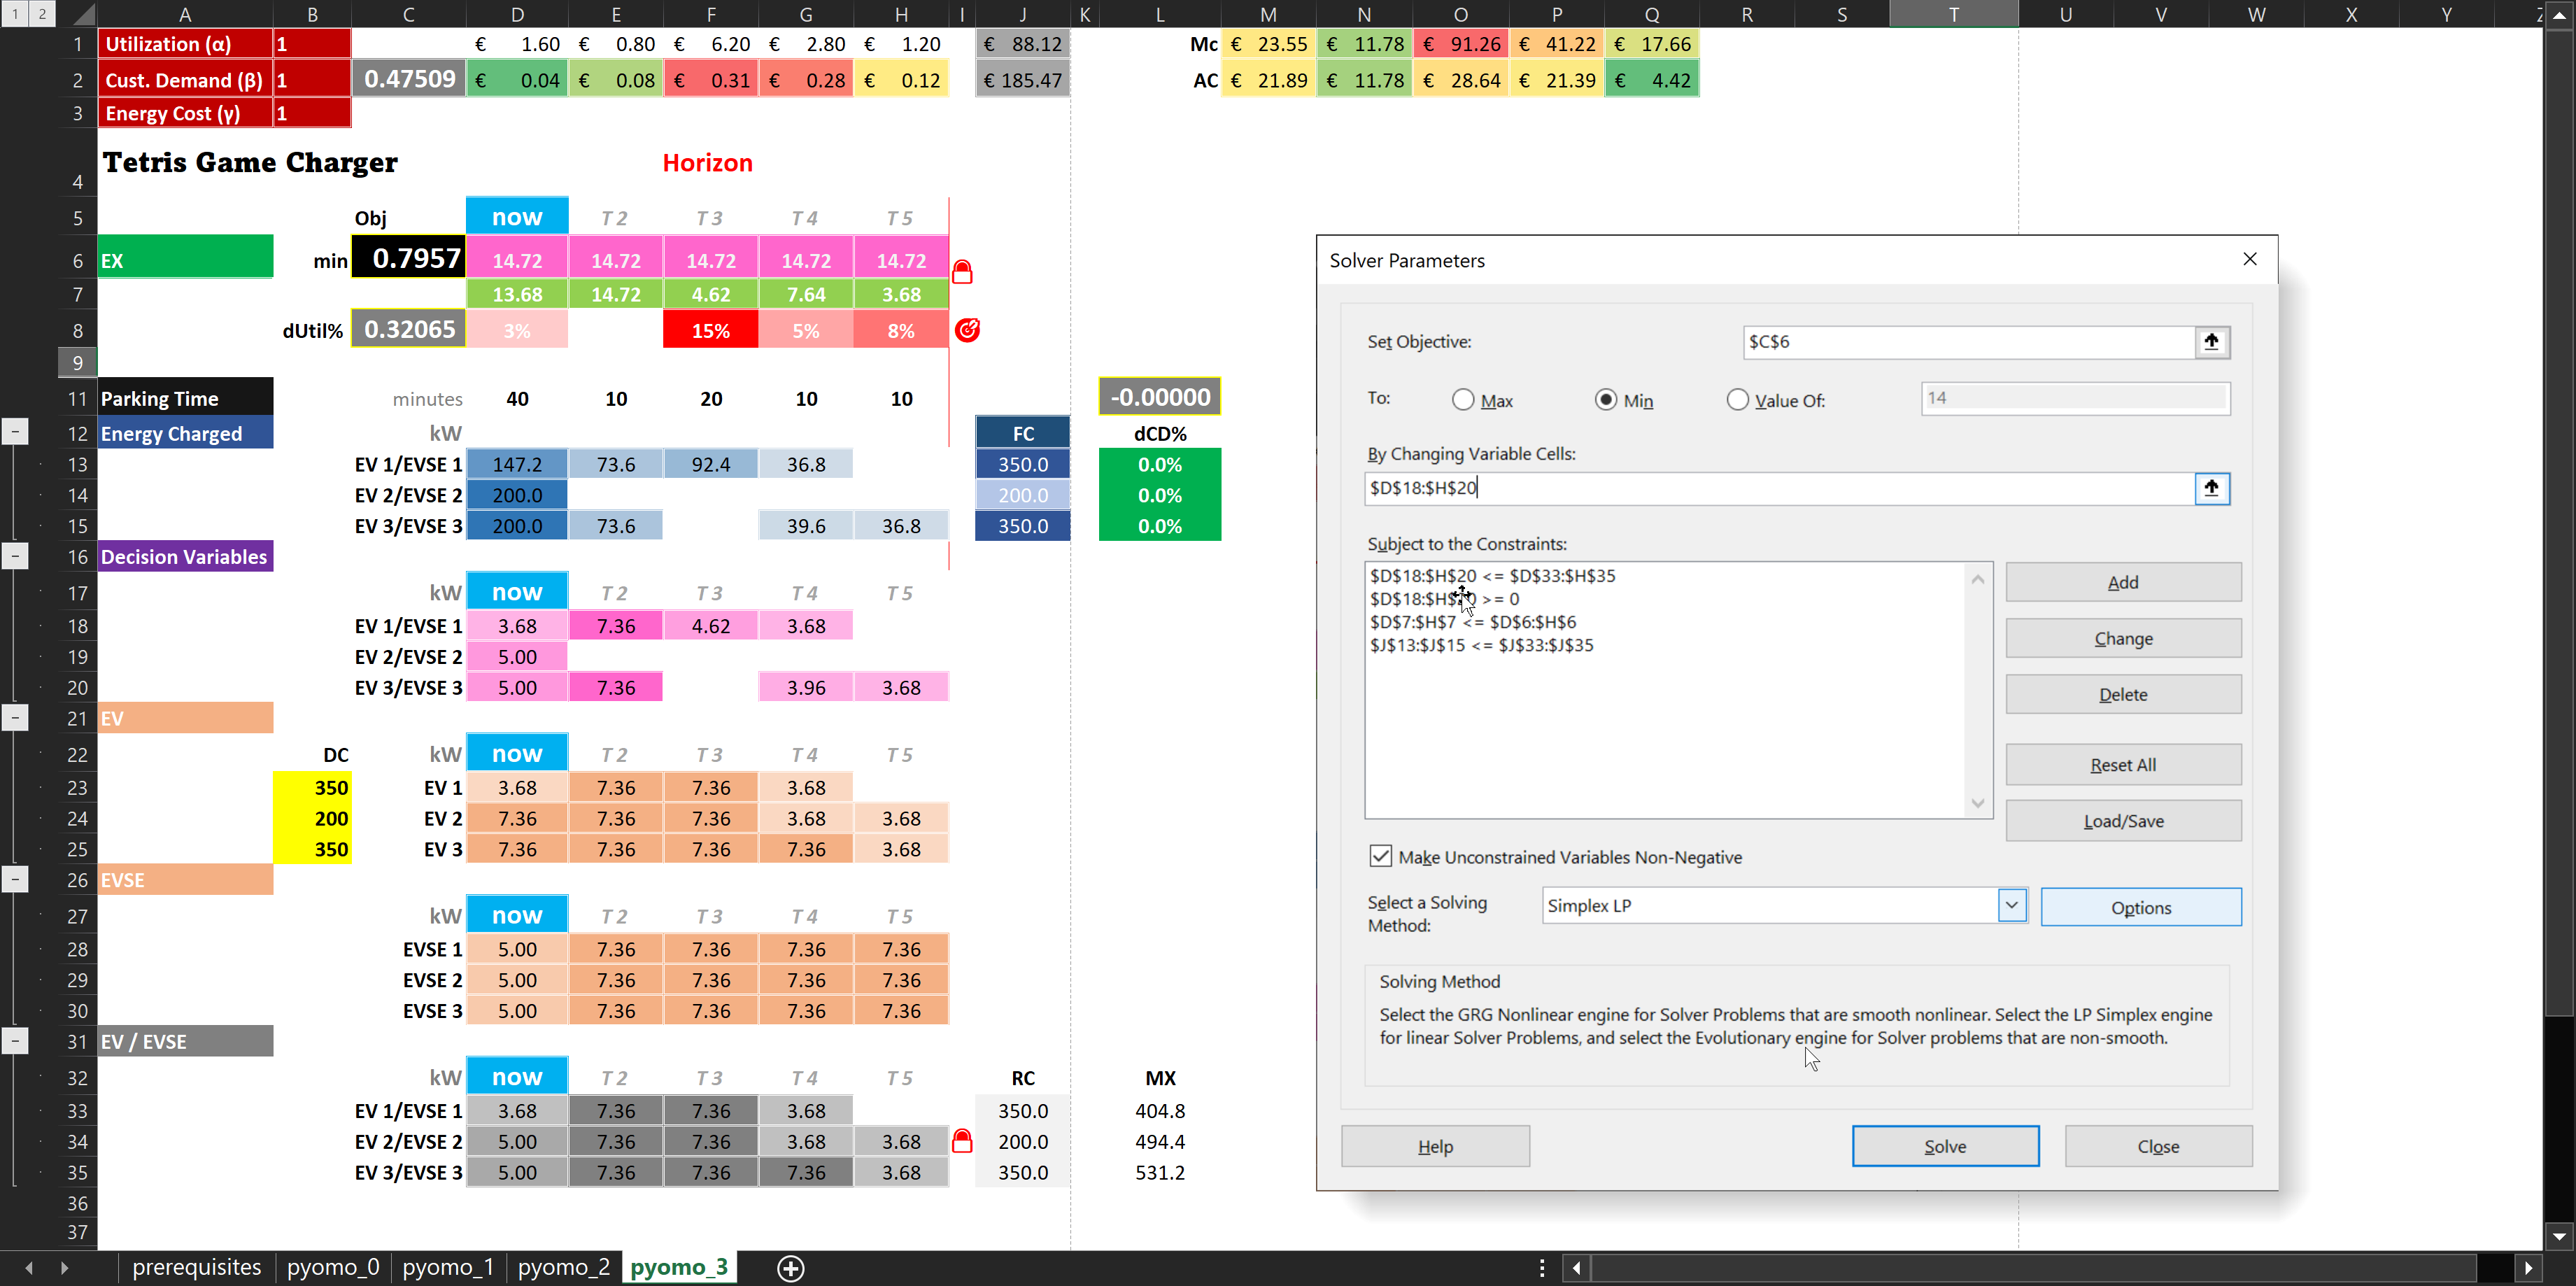 1 2 A B C D E F G H I J K L M N O P Q R S T U V W X Y
1 Utilization (α) 1 € 1.60 € 0.80 € 6.20 € 2.80 € 1.20 € 88.12 Mc € 23.55 € 11.78 € 91.26 € 41.22 € 17.66
2 Cust. Demand (β) 1 0.47509 € 0.04 € 0.08 € 0.31 € 0.28 € 0.12 € 185.47 AC € 21.89 € 11.78 € 28.64 € 21.39 € 4.42
3 Energy Cost (γ) 1
4 Tetris Game Charger Horizon
5 Obj now T 2 T 3 T 4 T 5
6 EX min 0.7957 14.72 14.72 14.72 14.72 14.72
7 13.68 14.72 4.62 7.64 3.68
8 dUtil% 0.32065 3% 15% 5% 8%
9
11 Parking Time minutes 40 10 20 10 10 -0.00000
12 Energy Charged kW FC dCD%
13 EV 1/EVSE 1 147.2 73.6 92.4 36.8 350.0 0.0%
14 EV 2/EVSE 2 200.0 200.0 0.0%
15 EV 3/EVSE 3 200.0 73.6 39.6 36.8 350.0 0.0%
16 Decision Variables
17 kW now T 2 T 3 T 4 T 5
18 EV 1/EVSE 1 3.68 7.36 4.62 3.68
19 EV 2/EVSE 2 5.00
20 EV 3/EVSE 3 5.00 7.36 3.96 3.68
21 EV
22 DC kW now T 2 T 3 T 4 T 5
23 350 EV 1 3.68 7.36 7.36 3.68
24 200 EV 2 7.36 7.36 7.36 3.68 3.68
25 350 EV 3 7.36 7.36 7.36 7.36 3.68
26 EVSE
27 kW now T 2 T 3 T 4 T 5
28 EVSE 1 5.00 7.36 7.36 7.36 7.36
29 EVSE 2 5.00 7.36 7.36 7.36 7.36
30 EVSE 3 5.00 7.36 7.36 7.36 7.36
31 EV / EVSE
32 kW now T 2 T 3 T 4 T 5 RC MX
33 EV 1/EVSE 1 3.68 7.36 7.36 3.68 350.0 404.8
34 EV 2/EVSE 2 5.00 7.36 7.36 3.68 3.68 200.0 494.4
35 EV 3/EVSE 3 5.00 7.36 7.36 7.36 3.68 350.0 531.2
36
37
Solver Parameters
Set Objective: $C$6
To: Max Min Value Of: 14
By Changing Variable Cells:
$D$18:$H$20
Subject to the Constraints:
$D$18:$H$20 <= $D$33:$H$35
$D$18:$H$20 >= 0
$D$7:$H$7 <= $D$6:$H$6
$J$13:$J$15 <= $J$33:$J$35
Add
Change
Delete
Reset All
Load/Save
Make Unconstrained Variables Non-Negative
Select a Solving Method: Simplex LP Options
Solving Method
Select the GRG Nonlinear engine for Solver Problems that are smooth nonlinear. Select the LP Simplex engine
for linear Solver Problems, and select the Evolutionary engine for Solver problems that are non-smooth.
Help Solve Close
prerequisites pyomo_0 pyomo_1 pyomo_2 pyomo_3